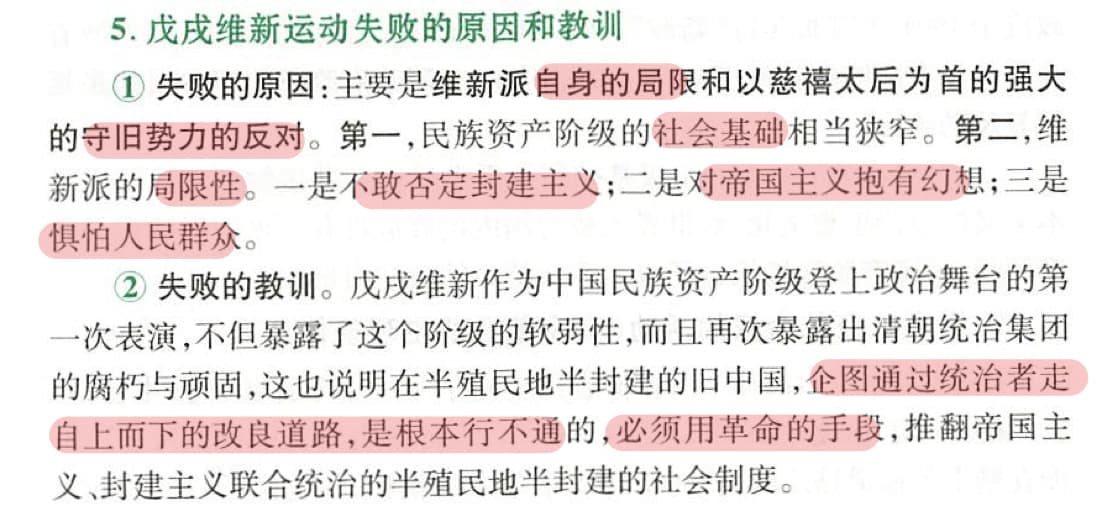 5. 戊戌维新运动失败的原因和教训
① 失败的原因:主要是维新派自身的局限和以慈禧太后为首的强大
的守旧势力的反对。第一,民族资产阶级的社会基础相当狭窄。第二,维
新派的局限性。一是不敢否定封建主义;二是对帝国主义抱有幻想;三是
惧怕人民群众。
② 失败的教训。戊戌维新作为中国民族资产阶级登上政治舞台的第
一次表演,不但暴露了这个阶级的软弱性,而且再次暴露出清朝统治集团
的腐朽与顽固,这也说明在半殖民地半封建的旧中国,企图通过统治者走
自上而下的改良道路,是根本行不通的,必须用革命的手段,推翻帝国主
义、封建主义联合统治的半殖民地半封建的社会制度。